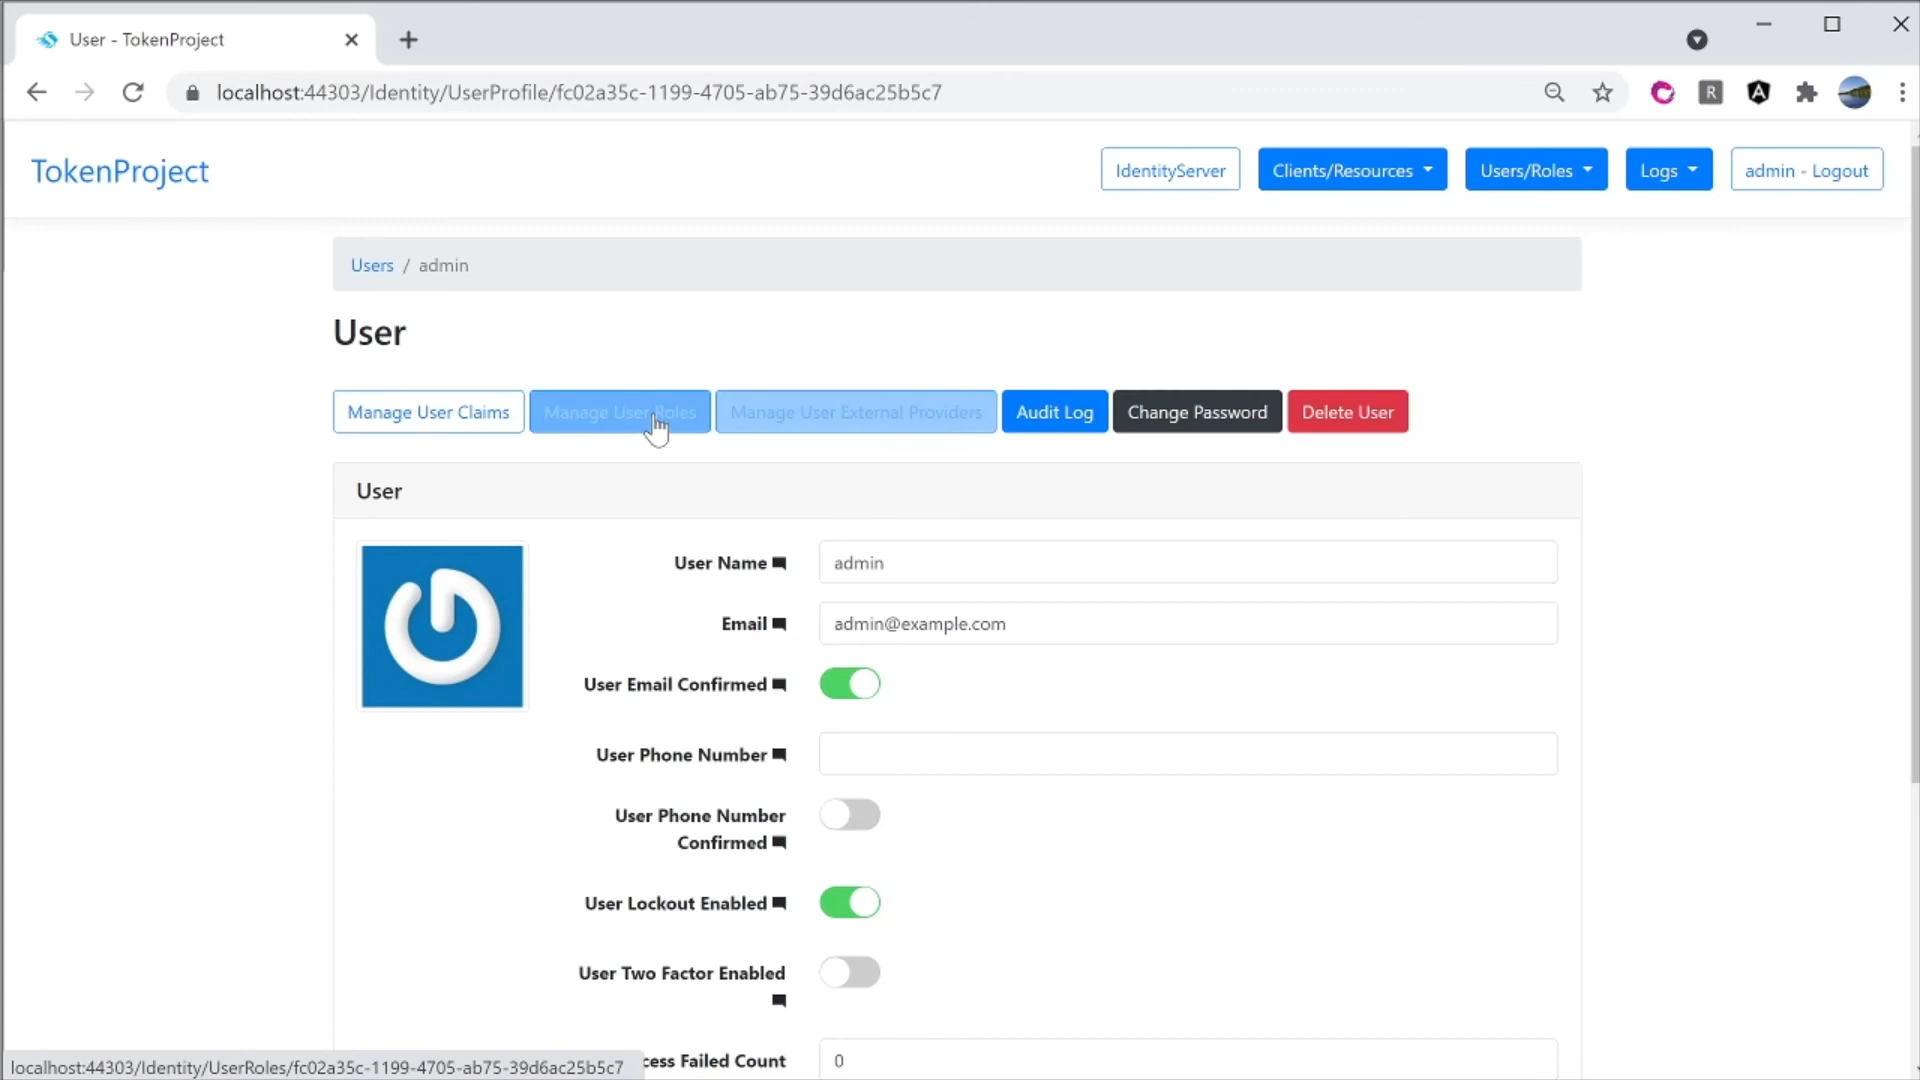 User - TokenProject
localhost:44303/Identity/UserProfile/fc02a35c-1199-4705-ab75-39d6ac25b5c7
R
A
TokenProject
IdentityServer
Clients/Resources
Users/Roles
Logs
admin - Logout
Users / admin
User
Manage User Claims
Manage User Roles
Manage User External Providers
Audit Log
Change Password
Delete User
User
User Name
admin
Email
admin@example.com
User Email Confirmed
User Phone Number
User Phone Number
Confirmed
User Lockout Enabled
User Two Factor Enabled
cess Failed Count
0
localhost:44303/Identity/UserRoles/fc02a35c-1199-4705-ab75-39d6ac25b5c7